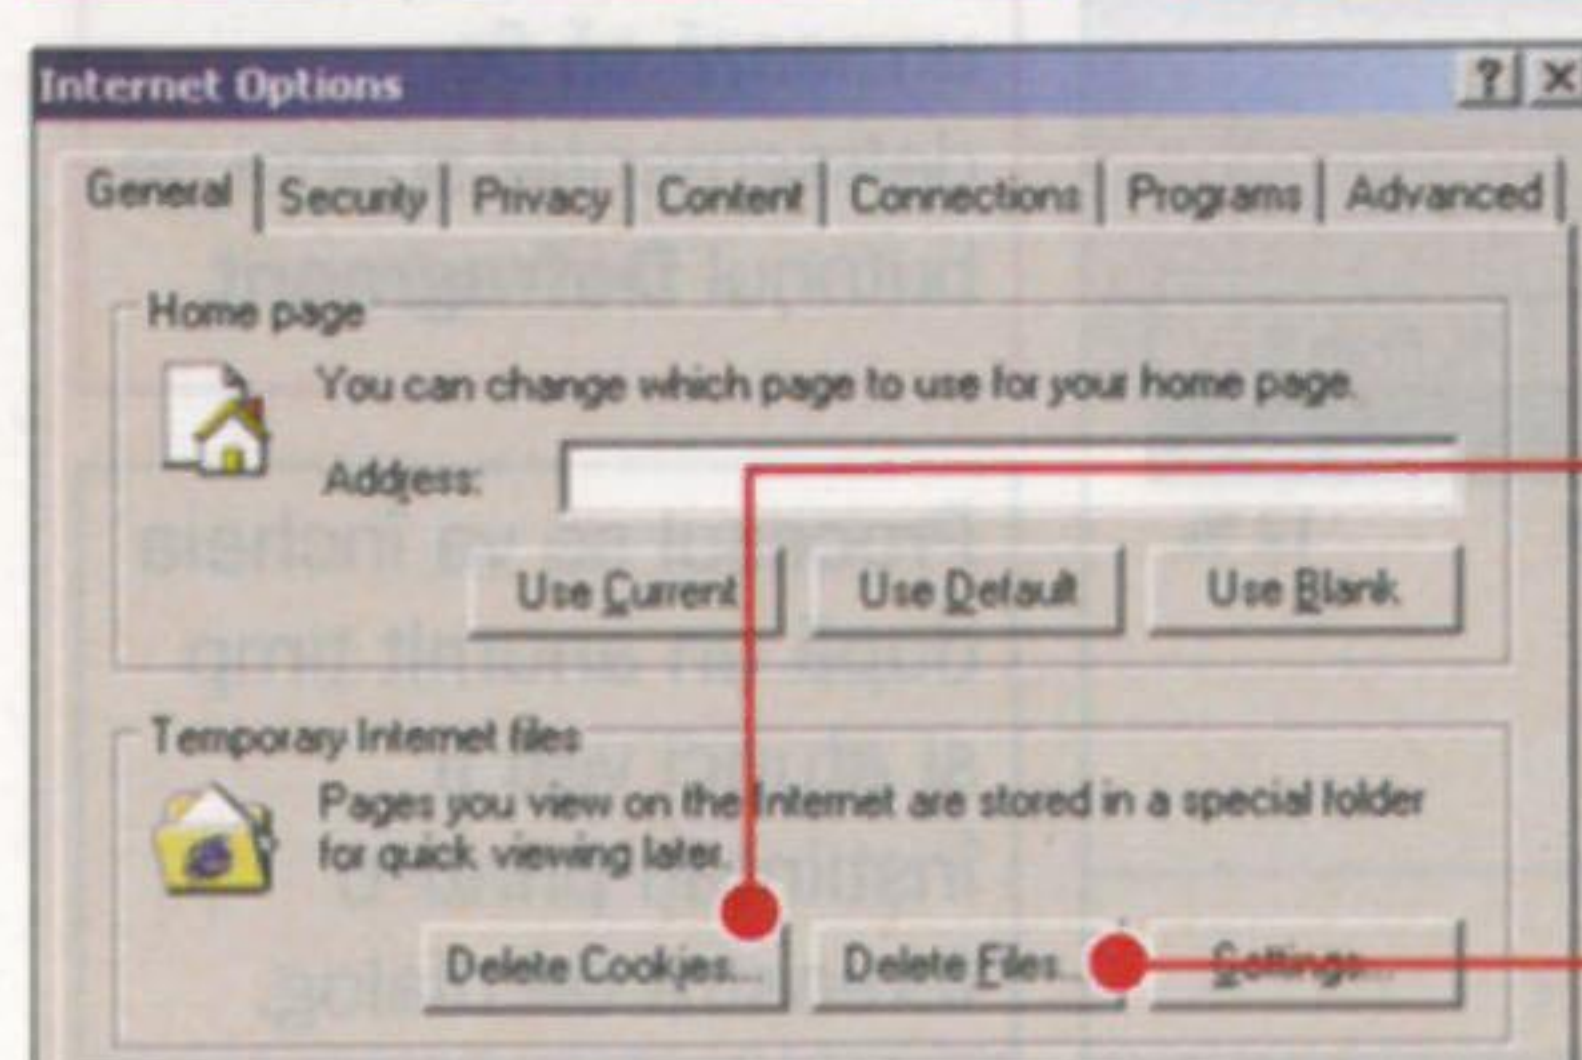 Internet Options
General Security Privacy Content Connections Programs Advanced
Home page
You can change which page to use for your home page.
Address:
Use Current Use Default Use Blank
Temporary Internet files
Pages you view on the Internet are stored in a special folder
for quick viewing later.
Delete Cookies... Delete Files... Settings...